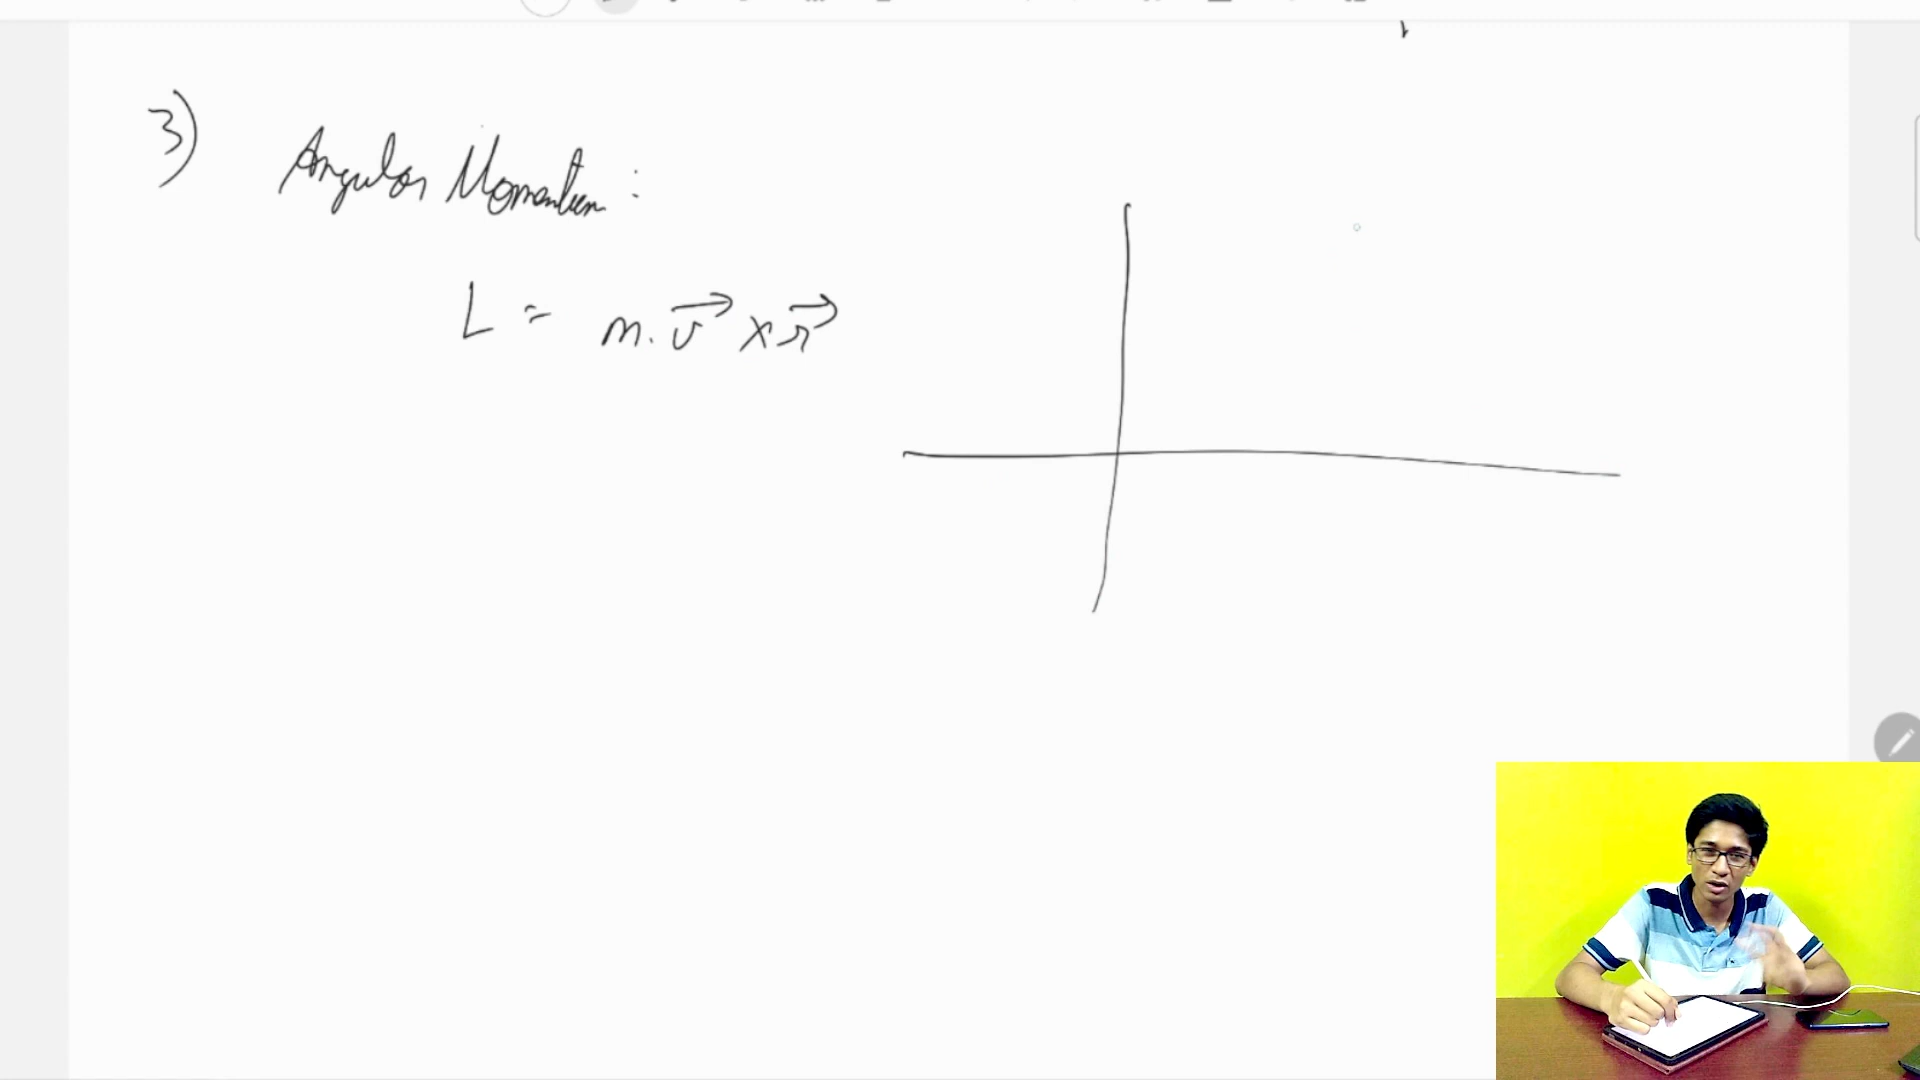 3) Angular Momentum :
L = m. v⃗ x r⃗